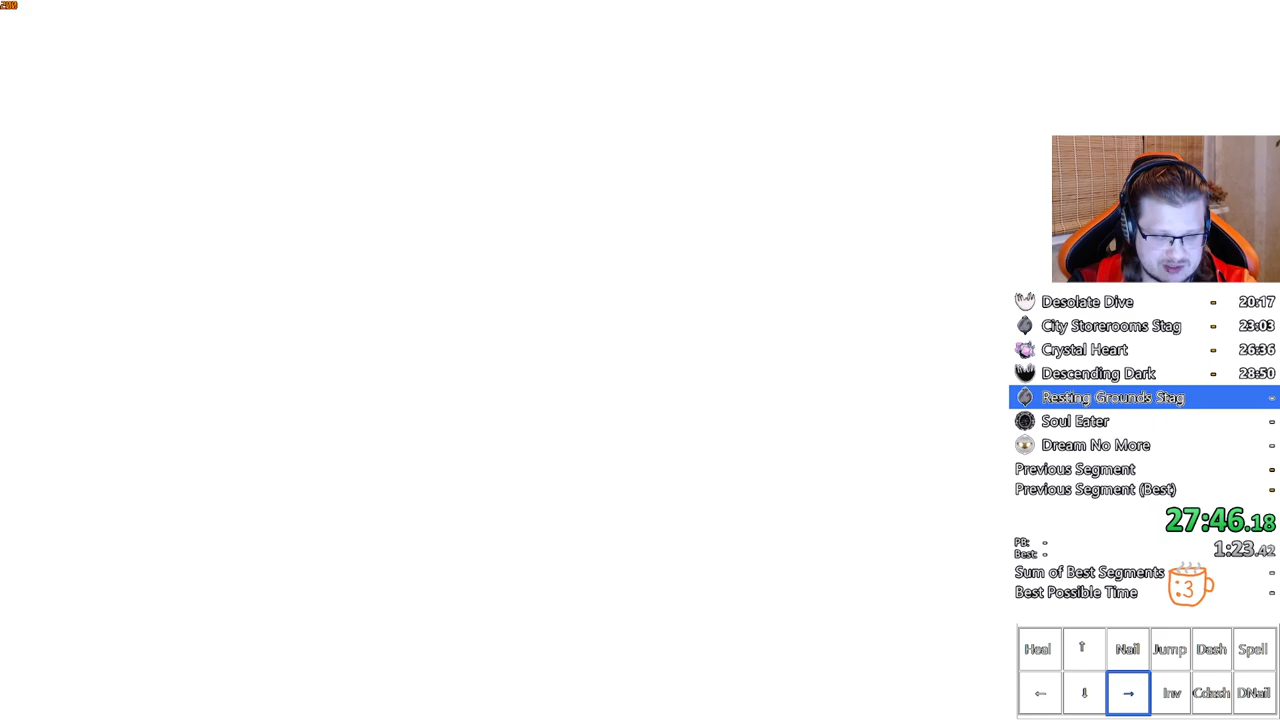 200
Desolate Dive - 20:17
City Storerooms Stag - 23:03
Crystal Heart - 26:36
Descending Dark - 28:50
Resting Grounds Stag -
Soul Eater -
Dream No More -
Previous Segment -
Previous Segment (Best) -
27:46.18
PB: - 1:23.42
Best: -
Sum of Best Segments -
Best Possible Time -
:3
Heal ↑ Nail Jump Dash Spell
← ↓ → Inv Cdash DNail